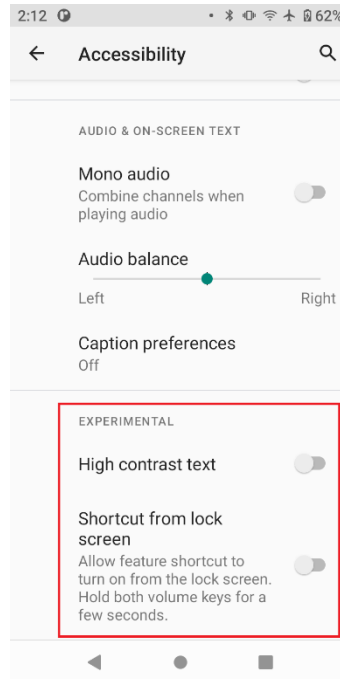 2:12 62%
Accessibility
AUDIO & ON-SCREEN TEXT
Mono audio
Combine channels when
playing audio
Audio balance
Left Right
Caption preferences
Off
EXPERIMENTAL
High contrast text
Shortcut from lock
screen
Allow feature shortcut to
turn on from the lock screen.
Hold both volume keys for a
few seconds.